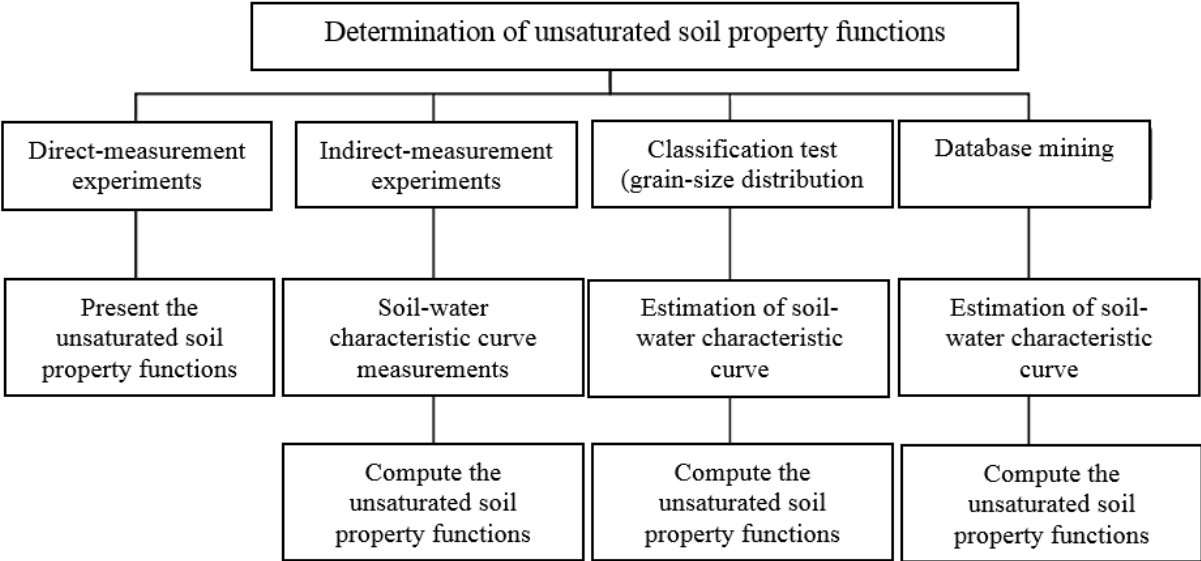 Determination of unsaturated soil property functions
Direct-measurement
experiments
Indirect-measurement
experiments
Classification test
(grain-size distribution
Database mining
Present the
unsaturated soil
property functions
Soil-water
characteristic curve
measurements
Estimation of soil-
water characteristic
curve
Estimation of soil-
water characteristic
curve
Compute the
unsaturated soil
property functions
Compute the
unsaturated soil
property functions
Compute the
unsaturated soil
property functions